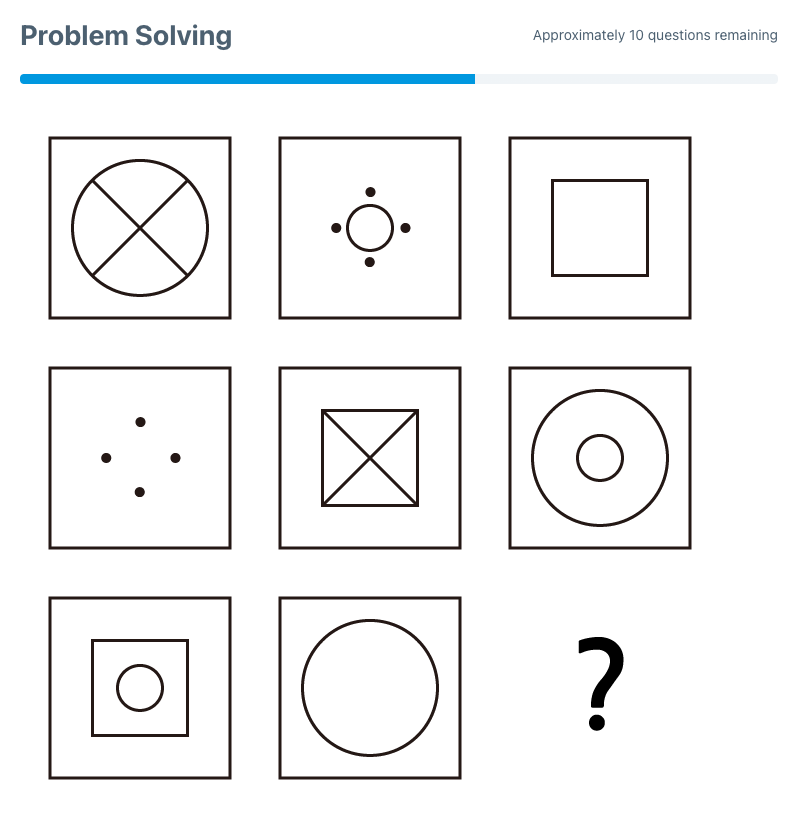 Problem Solving
Approximately 10 questions remaining
?